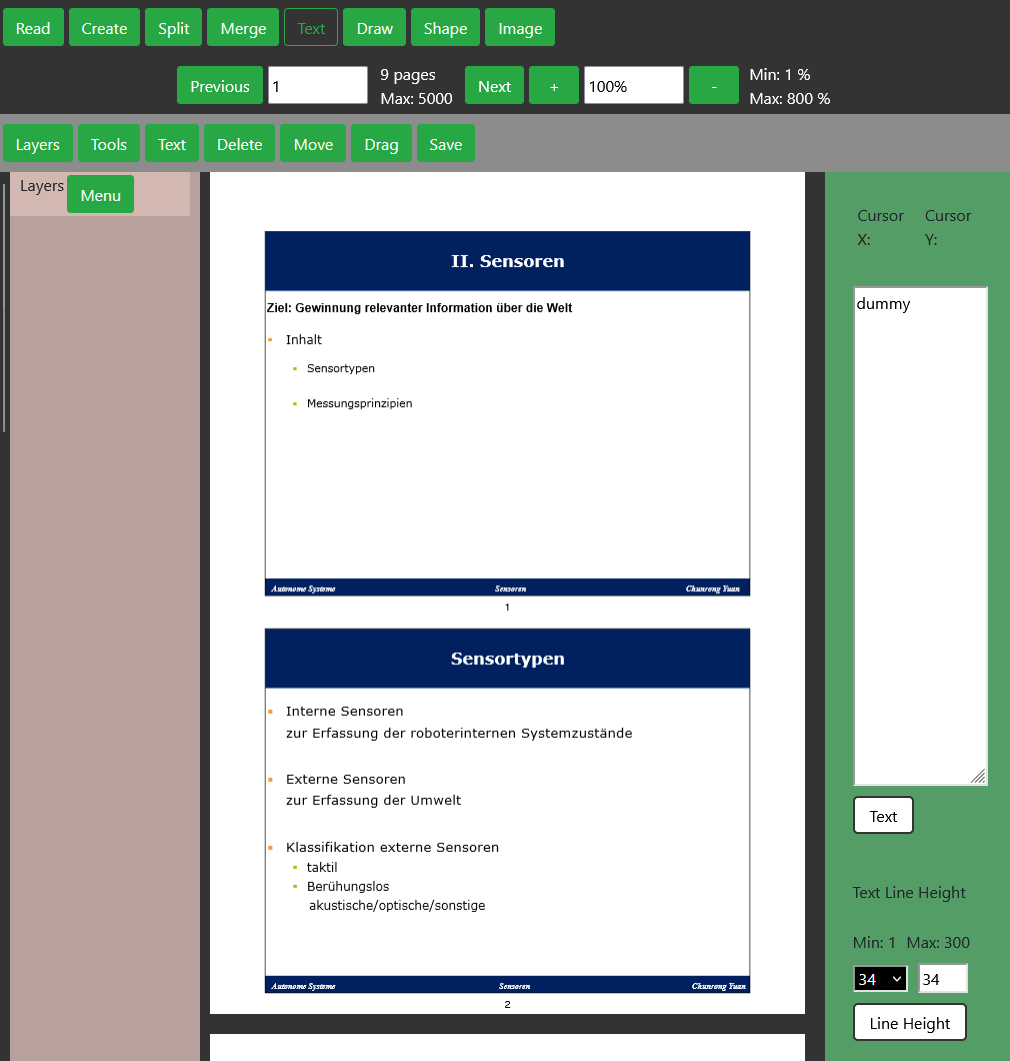 Read Create Split Merge Text Draw Shape Image
Previous 1 9 pages Next + 100% - Min: 1 %
Max: 5000 Max: 800 %
Layers Tools Text Delete Move Drag Save
Layers Menu
II. Sensoren
Ziel: Gewinnung relevanter Information über die Welt
Inhalt
Sensortypen
Messungsprinzipien
Autonome Systeme Sensoren Chunrong Yuan
1
Sensortypen
Interne Sensoren
zur Erfassung der roboterinternen Systemzustände
Externe Sensoren
zur Erfassung der Umwelt
Klassifikation externe Sensoren
taktil
Berühungslos
akustische/optische/sonstige
Autonome Systeme Sensoren Chunrong Yuan
2
Cursor Cursor
X: Y:
dummy
Text
Text Line Height
Min: 1 Max: 300
34 34
Line Height